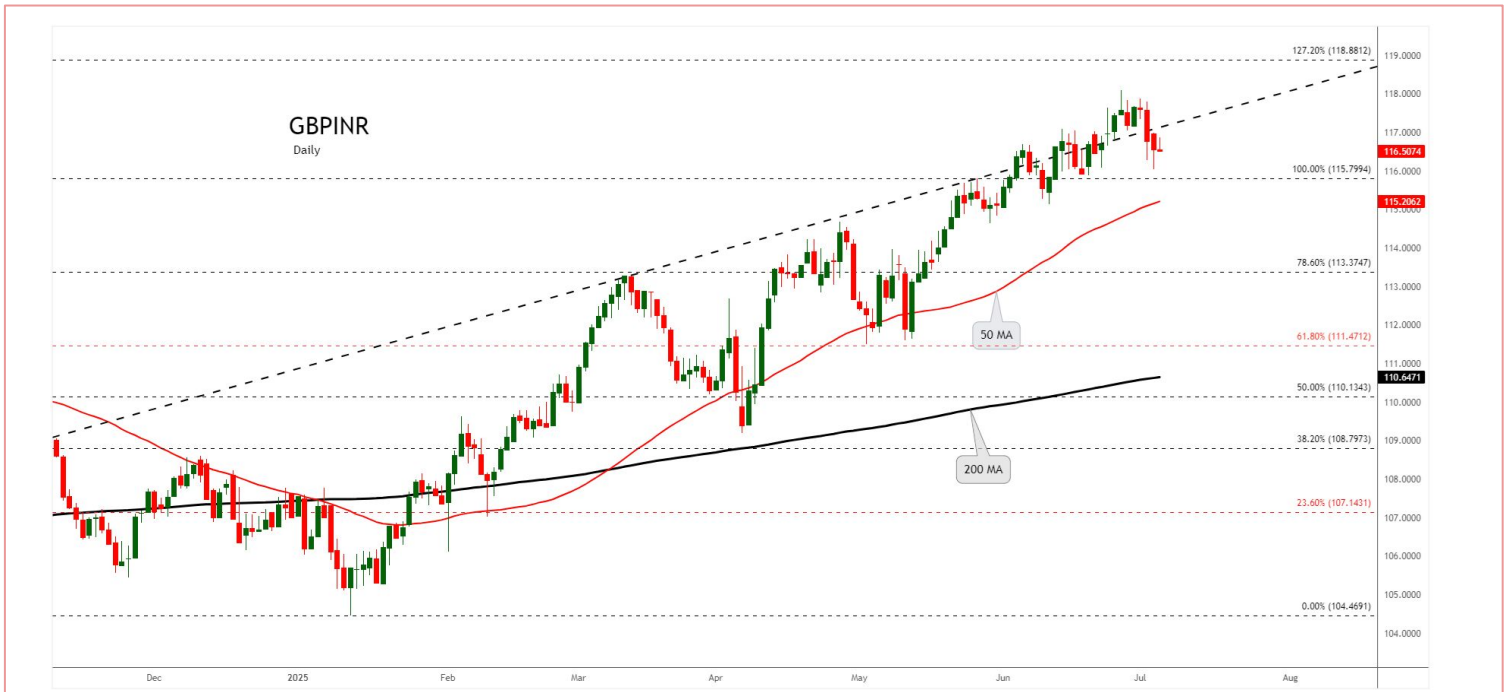 GBPINR
Daily
127.20% (118.8812)
100.00% (115.7994)
78.60% (113.3747)
61.80% (111.4712)
50.00% (110.1343)
38.20% (108.7973)
23.60% (107.1431)
0.00% (104.4691)
50 MA
200 MA
119.0000
118.0000
117.0000
116.5074
116.0000
115.2062
115.0000
114.0000
113.0000
112.0000
111.0000
110.6471
110.0000
109.0000
108.0000
107.0000
106.0000
105.0000
104.0000
Dec
2025
Feb
Mar
Apr
May
Jun
Jul
Aug